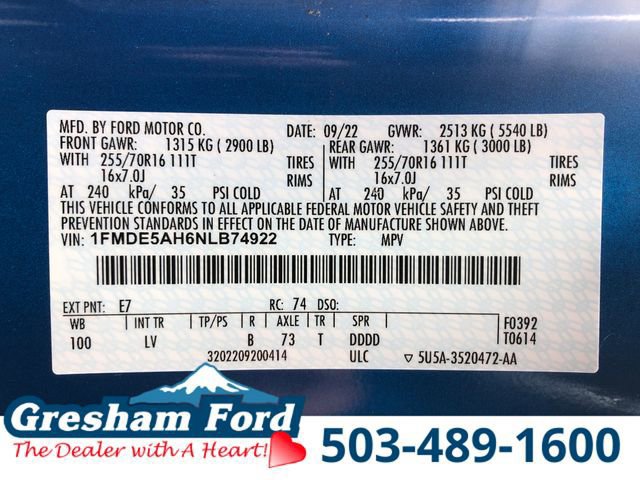 MFD. BY FORD MOTOR CO. DATE: 09/22 GVWR: 2513 KG ( 5540 LB)
FRONT GAWR: 1315 KG ( 2900 LB) REAR GAWR: 1361 KG ( 3000 LB)
WITH 255/70R16 111T TIRES WITH 255/70R16 111T TIRES
16x7.0J RIMS 16x7.0J RIMS
AT 240 kPa/ 35 PSI COLD AT 240 kPa/ 35 PSI COLD
THIS VEHICLE CONFORMS TO ALL APPLICABLE FEDERAL MOTOR VEHICLE SAFETY AND THEFT
PREVENTION STANDARDS IN EFFECT ON THE DATE OF MANUFACTURE SHOWN ABOVE.
VIN: 1FMDE5AH6NLB74922 TYPE: MPV
EXT PNT: E7 RC: 74 DSO:
WB INT TR TP/PS R AXLE TR SPR F0392
100 LV B 73 T DDDD T0614
3202209200414 ULC ▽ 5U5A-3520472-AA
Gresham Ford
The Dealer with A Heart!
503-489-1600